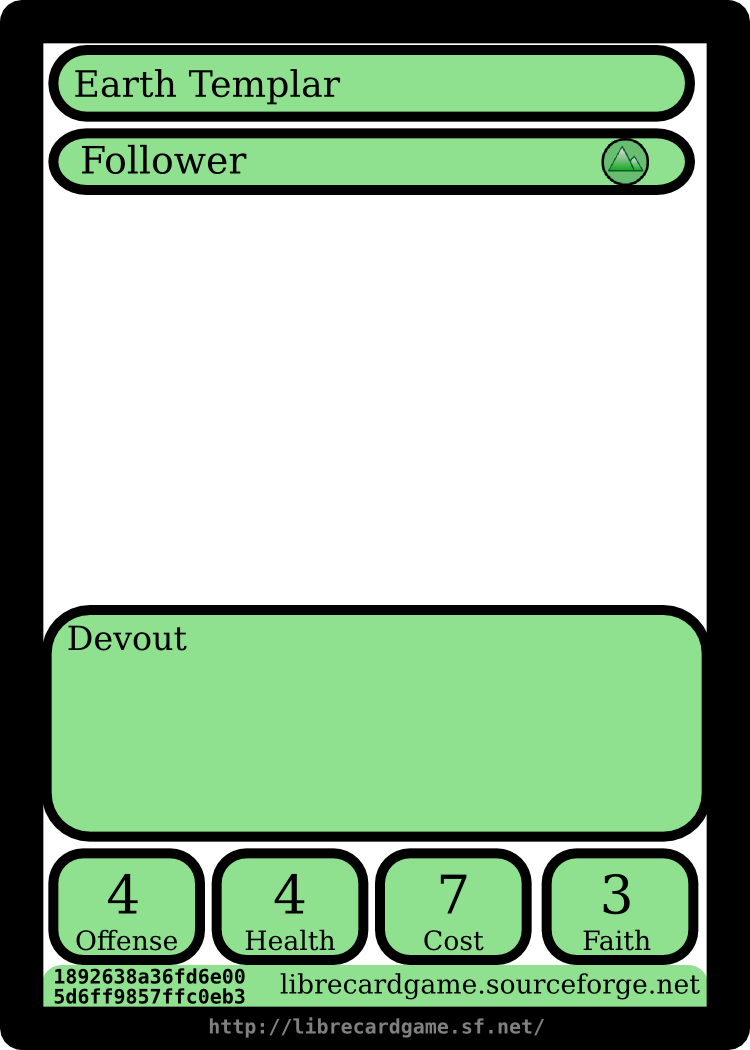 Earth Templar
Follower
Devout
4
Offense
4
Health
7
Cost
3
Faith
1892638a36fd6e00
5d6ff9857ffc0eb3
librecardgame.sourceforge.net
http://librecardgame.sf.net/